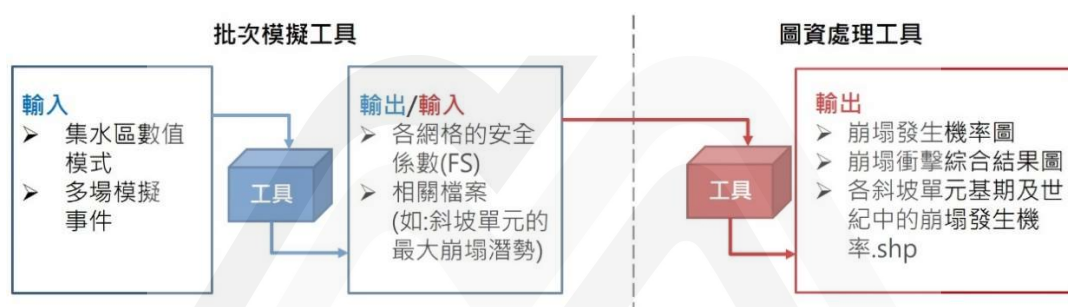 批次模擬工具
圖資處理工具
輸入
➢ 集水區數值
模式
➢ 多場模擬
事件
工具
輸出/輸入
➢ 各網格的安全
係數(FS)
➢ 相關檔案
(如:斜坡單元的
最大崩塌潛勢)
工具
輸出
➢ 崩塌發生機率圖
➢ 崩塌衝擊綜合結果圖
➢ 各斜坡單元基期及世
紀中的崩塌發生機
率.shp